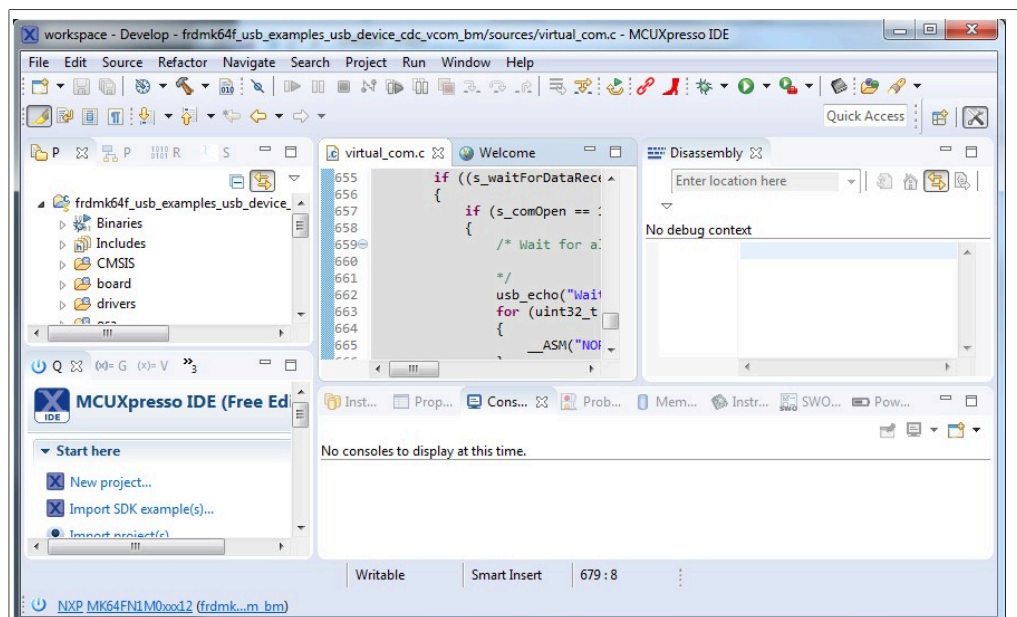 workspace - Develop - frdmk64f_usb_examples_usb_device_cdc_vcom_bm/sources/virtual_com.c - MCUXpresso IDE
File Edit Source Refactor Navigate Search Project Run Window Help
Quick Access
P P R S
virtual_com.c Welcome
Disassembly
Enter location here
No debug context
frdmk64f_usb_examples_usb_device_
Binaries
Includes
CMSIS
board
drivers
655 if ((s_waitForDataRece
656 {
657 if (s_comOpen == 1
658 {
659 /* Wait for al
660
661 */
662 usb_echo("Wait
663 for (uint32_t
664 {
665 __ASM("NOP
Q (x)= G (x)= V »3
MCUXpresso IDE (Free Edi
IDE
Start here
New project...
Import SDK example(s)...
Import project(s)
Inst... Prop... Cons... Prob... Mem... Instr... SWO... Pow...
No consoles to display at this time.
Writable Smart Insert 679 : 8
NXP MK64FN1M0xxx12 (frdmk...m_bm)